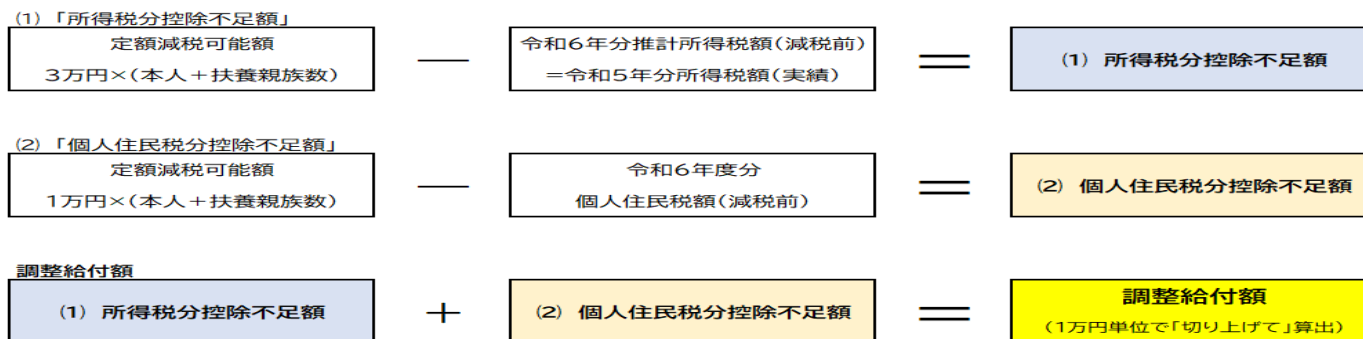 (1)「所得税分控除不足額」
定額減税可能額
3万円×(本人+扶養親族数)
—
令和6年分推計所得税額(減税前)
=令和5年分所得税額(実績)
=
(1) 所得税分控除不足額
(2)「個人住民税分控除不足額」
定額減税可能額
1万円×(本人+扶養親族数)
—
令和6年度分
個人住民税額(減税前)
=
(2) 個人住民税分控除不足額
調整給付額
(1) 所得税分控除不足額
+
(2) 個人住民税分控除不足額
=
調整給付額
(1万円単位で「切り上げて」算出)